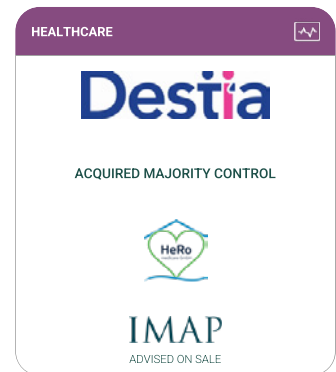 HEALTHCARE
Destia
ACQUIRED MAJORITY CONTROL
HeRo
IMAP
ADVISED ON SALE